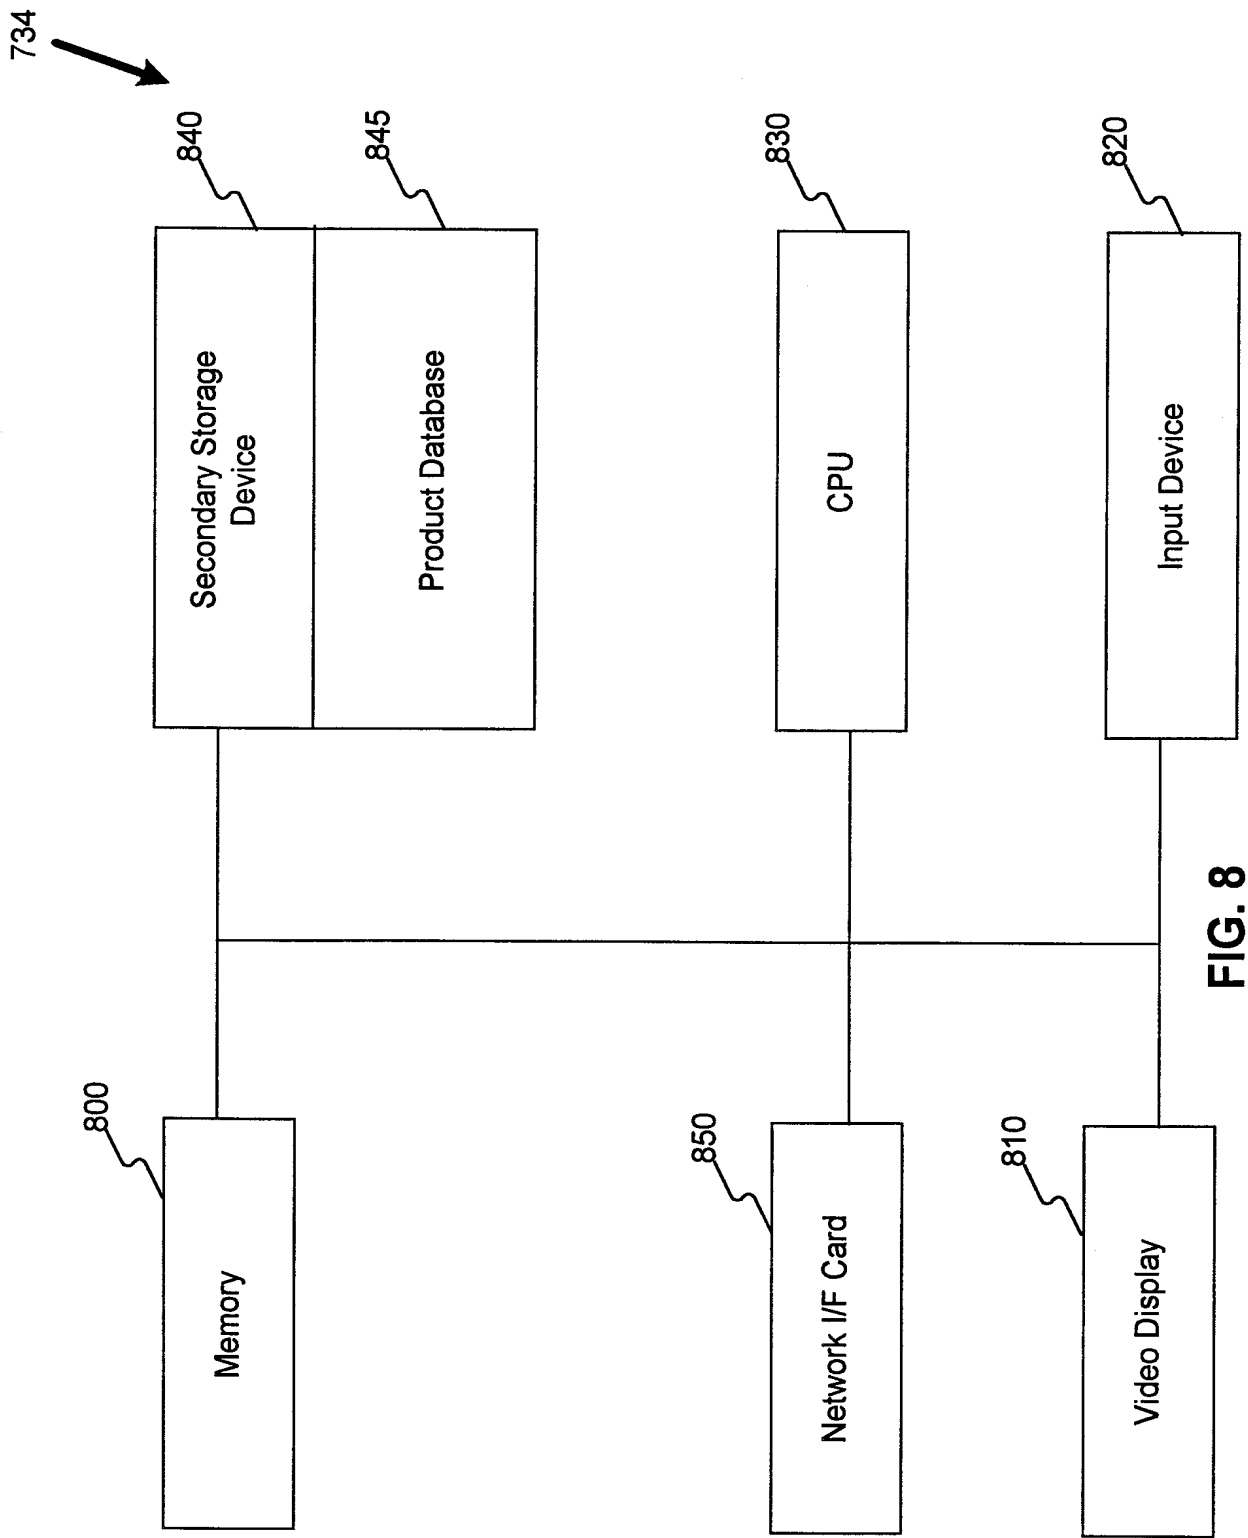 734
800
Memory
840
Secondary Storage
Device
845
Product Database
850
Network I/F Card
830
CPU
810
Video Display
820
Input Device
FIG. 8